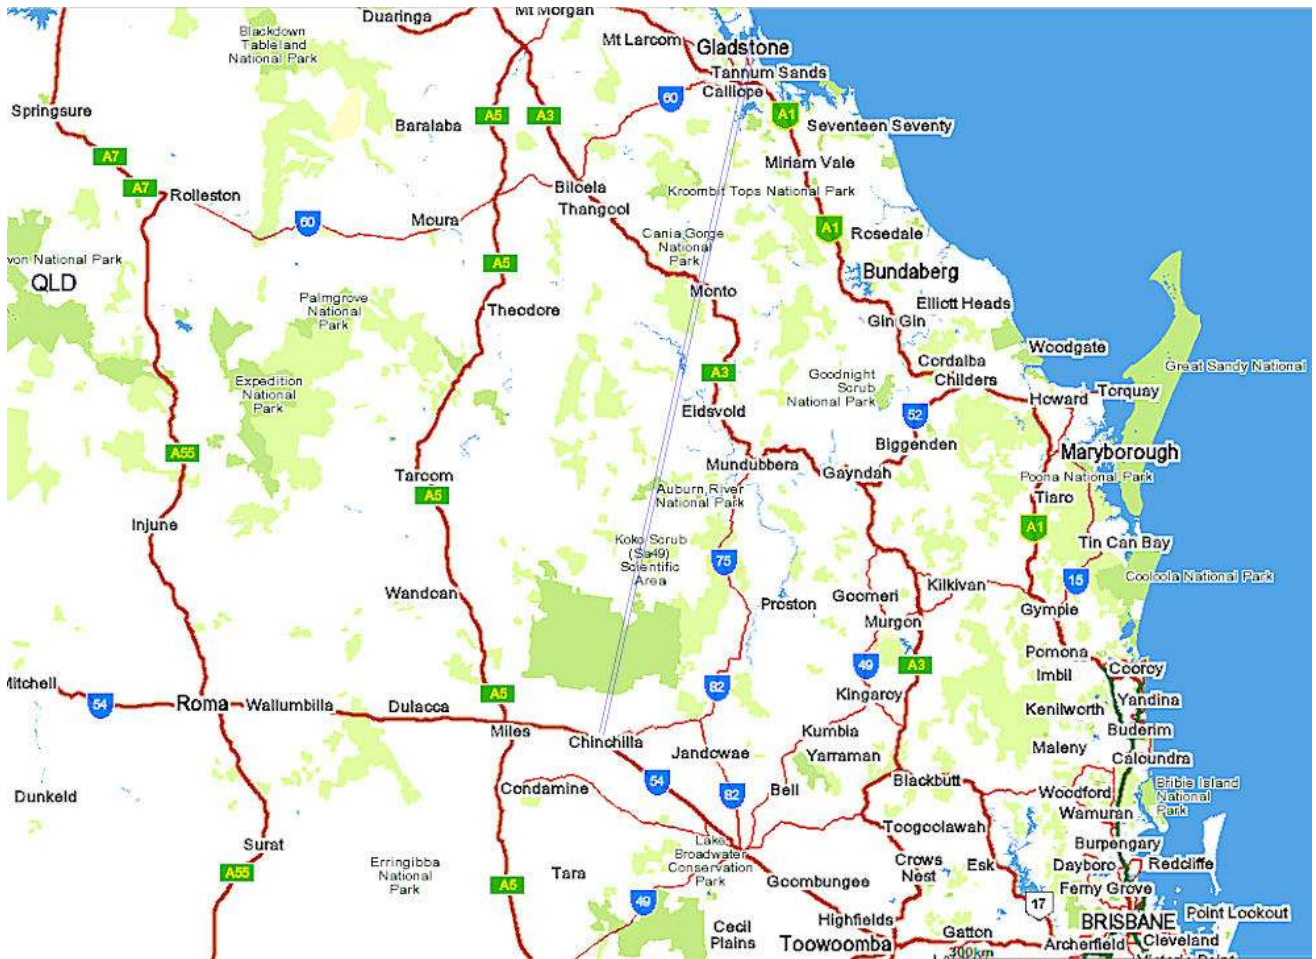 Duaringa
Mt Morgan
Blackdown
Tableland
National Park
Mt Larcom
Gladstone
Tannum Sands
Calliope
60
Springsure
A5
A3
Baralaba
A1
Seventeen Seventy
A7
A7
Rolleston
Miriam Vale
Biloela
Kroombit Tops National Park
Thangool
60
Moura
Cania Gorge
National
Park
A1
Rosedale
von National Park
QLD
A5
Bundaberg
Monto
Palmgrove
National
Park
Theodore
Elliott Heads
Gin Gin
Woodgate
Cordalba
Great Sandy National
A3
Goodnight
Scrub
National Park
Childers
Expedition
National
Park
Torquay
Howard
Eidsvold
52
Biggenden
A55
Maryborough
Mundubbera
Gayndah
Taroom
A5
Auburn River
National Park
Poona National Park
Tiaro
Injune
A1
Koko Scrub
(Sa49)
Scientific
Area
Tin Can Bay
75
15
Cooloola National Park
Wandoan
Proston
Goomeri
Kilkivan
Gympie
Murgon
Pomona
49
A3
Imbil
Cooroy
Mitchell
54
Roma
Wallumbilla
Dulacca
A5
82
Kingaroy
Yandina
Kenilworth
Miles
Chinchilla
Kumbia
Buderim
Jandowae
Yarraman
Maleny
Caloundra
Condamine
54
82
Bell
Blackbutt
Bribie Island
National
Park
Dunkeld
Woodford
Wamuran
Toogoolawah
Surat
Lake
Broadwater
Conservation
Park
Burpengary
Erringibba
National
Park
Crows
Nest
Esk
Dayboro
Redcliffe
A55
A5
Tara
Goombungee
Ferny Grove
49
17
Highfields
BRISBANE
Point Lookout
Cecil
Plains
Toowoomba
Gatton
Archerfield
Cleveland
300km